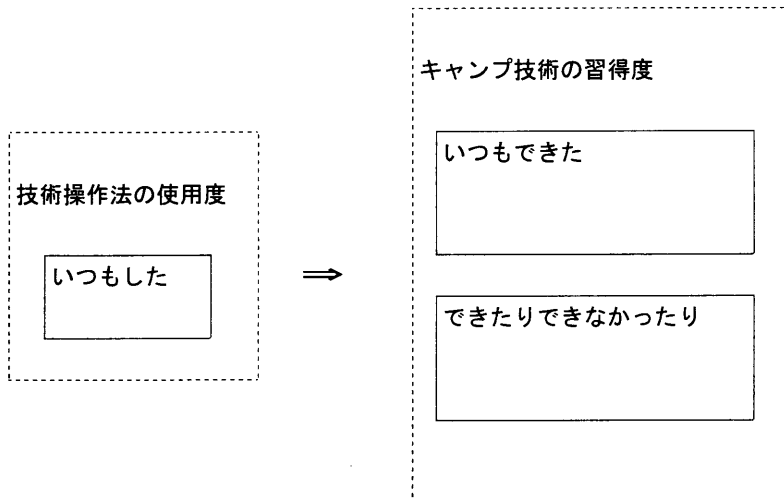 キャンプ技術の習得度
いつもできた
技術操作法の使用度
いつもした
⇒
できたりできなかったり